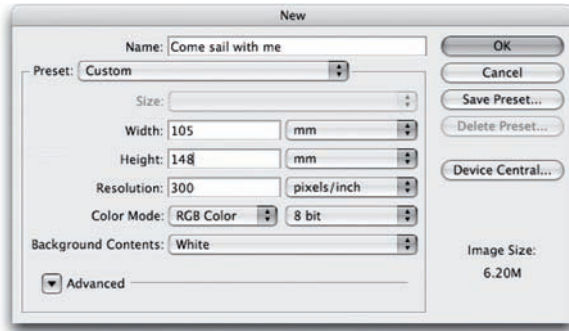 New
Name: Come sail with me
OK
Preset: Custom
Cancel
Size:
Save Preset...
Width: 105 mm
Delete Preset...
Height: 148 mm
Device Central...
Resolution: 300 pixels/inch
Color Mode: RGB Color 8 bit
Background Contents: White
Image Size:
6.20M
Advanced